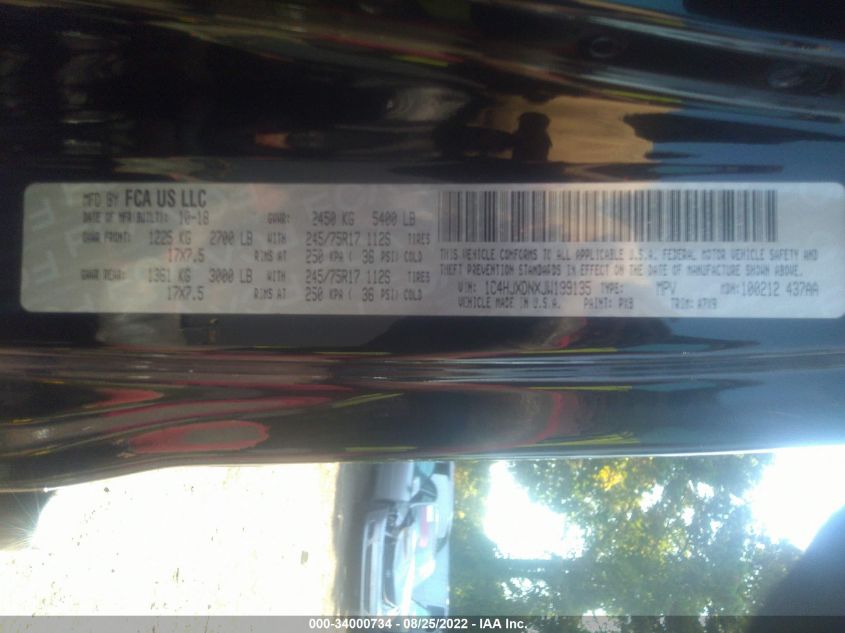 MFD BY FCA US LLC
DATE OF MFR(BUILT): 10-18 GVWR: 2450 KG 5400 LB
GAWR FRONT: 1225 KG 2700 LB WITH 245/75R17 112S TIRES
17X7.5 RIMS AT 250 KPA ( 36 PSI) COLD
GAWR REAR: 1361 KG 3000 LB WITH 245/75R17 112S TIRES
17X7.5 RIMS AT 250 KPA ( 36 PSI) COLD
THIS VEHICLE CONFORMS TO ALL APPLICABLE U.S.A. FEDERAL MOTOR VEHICLE SAFETY AND
THEFT PREVENTION STANDARDS IN EFFECT ON THE DATE OF MANUFACTURE SHOWN ABOVE.
VIN: 1C4HJXDNXJW199135 TYPE: MPV MDH:100212 437AA
VEHICLE MADE IN U.S.A. PAINT: PX8 TRIM: A7X9
000-34000734 - 08/25/2022 - IAA Inc.